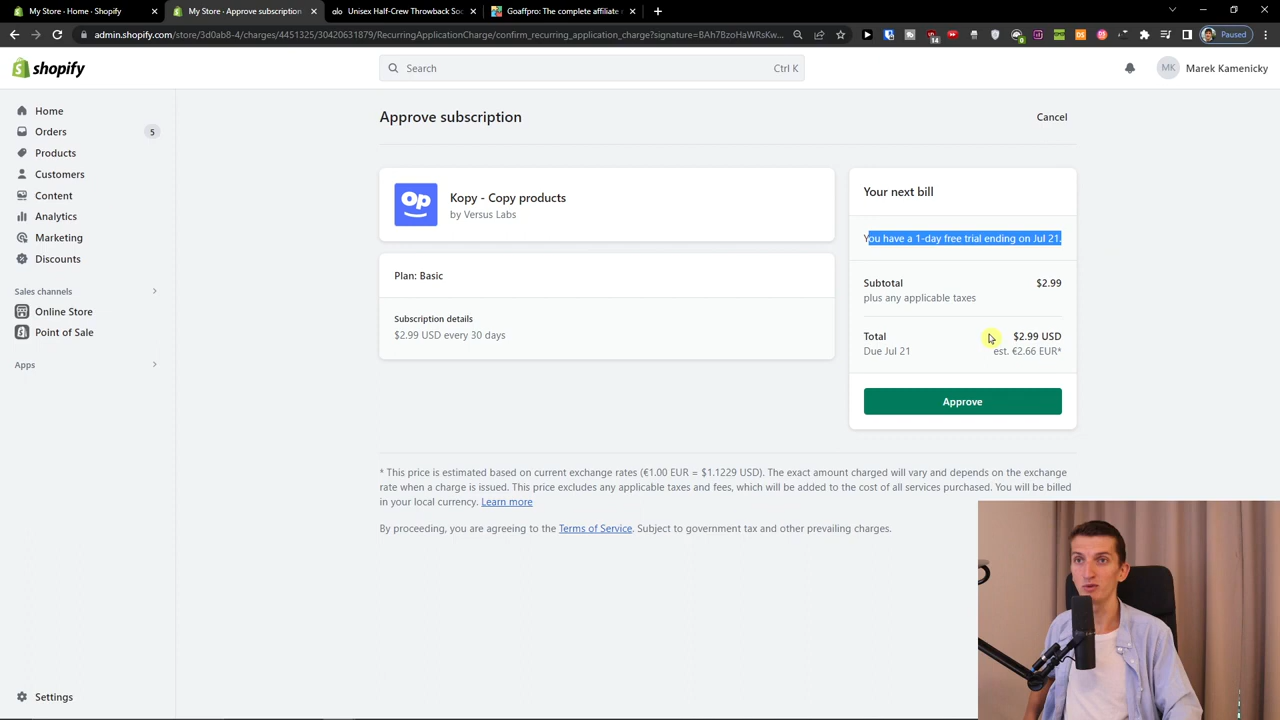 My Store · Home · Shopify
My Store · Approve subscription
Unisex Half-Crew Throwback Soc
Goaffpro: The complete affiliate
admin.shopify.com/store/3d0ab8-4/charges/4451325/30420631879/RecurringApplicationCharge/confirm_recurring_application_charge?signature=BAh7BzoHaWRsKw...
14
Paused
shopify
Search
Ctrl K
MK
Marek Kamenicky
Home
Orders
5
Products
Customers
Content
Analytics
Marketing
Discounts
Sales channels
Online Store
Point of Sale
Apps
Settings
Approve subscription
Cancel
Kopy - Copy products
by Versus Labs
Plan: Basic
Subscription details
$2.99 USD every 30 days
Your next bill
You have a 1-day free trial ending on Jul 21.
Subtotal
$2.99
plus any applicable taxes
Total
$2.99 USD
Due Jul 21
est. €2.66 EUR*
Approve
* This price is estimated based on current exchange rates (€1.00 EUR = $1.1229 USD). The exact amount charged will vary and depends on the exchange
rate when a charge is issued. This price excludes any applicable taxes and fees, which will be added to the cost of all services purchased. You will be billed
in your local currency. Learn more
By proceeding, you are agreeing to the Terms of Service. Subject to government tax and other prevailing charges.